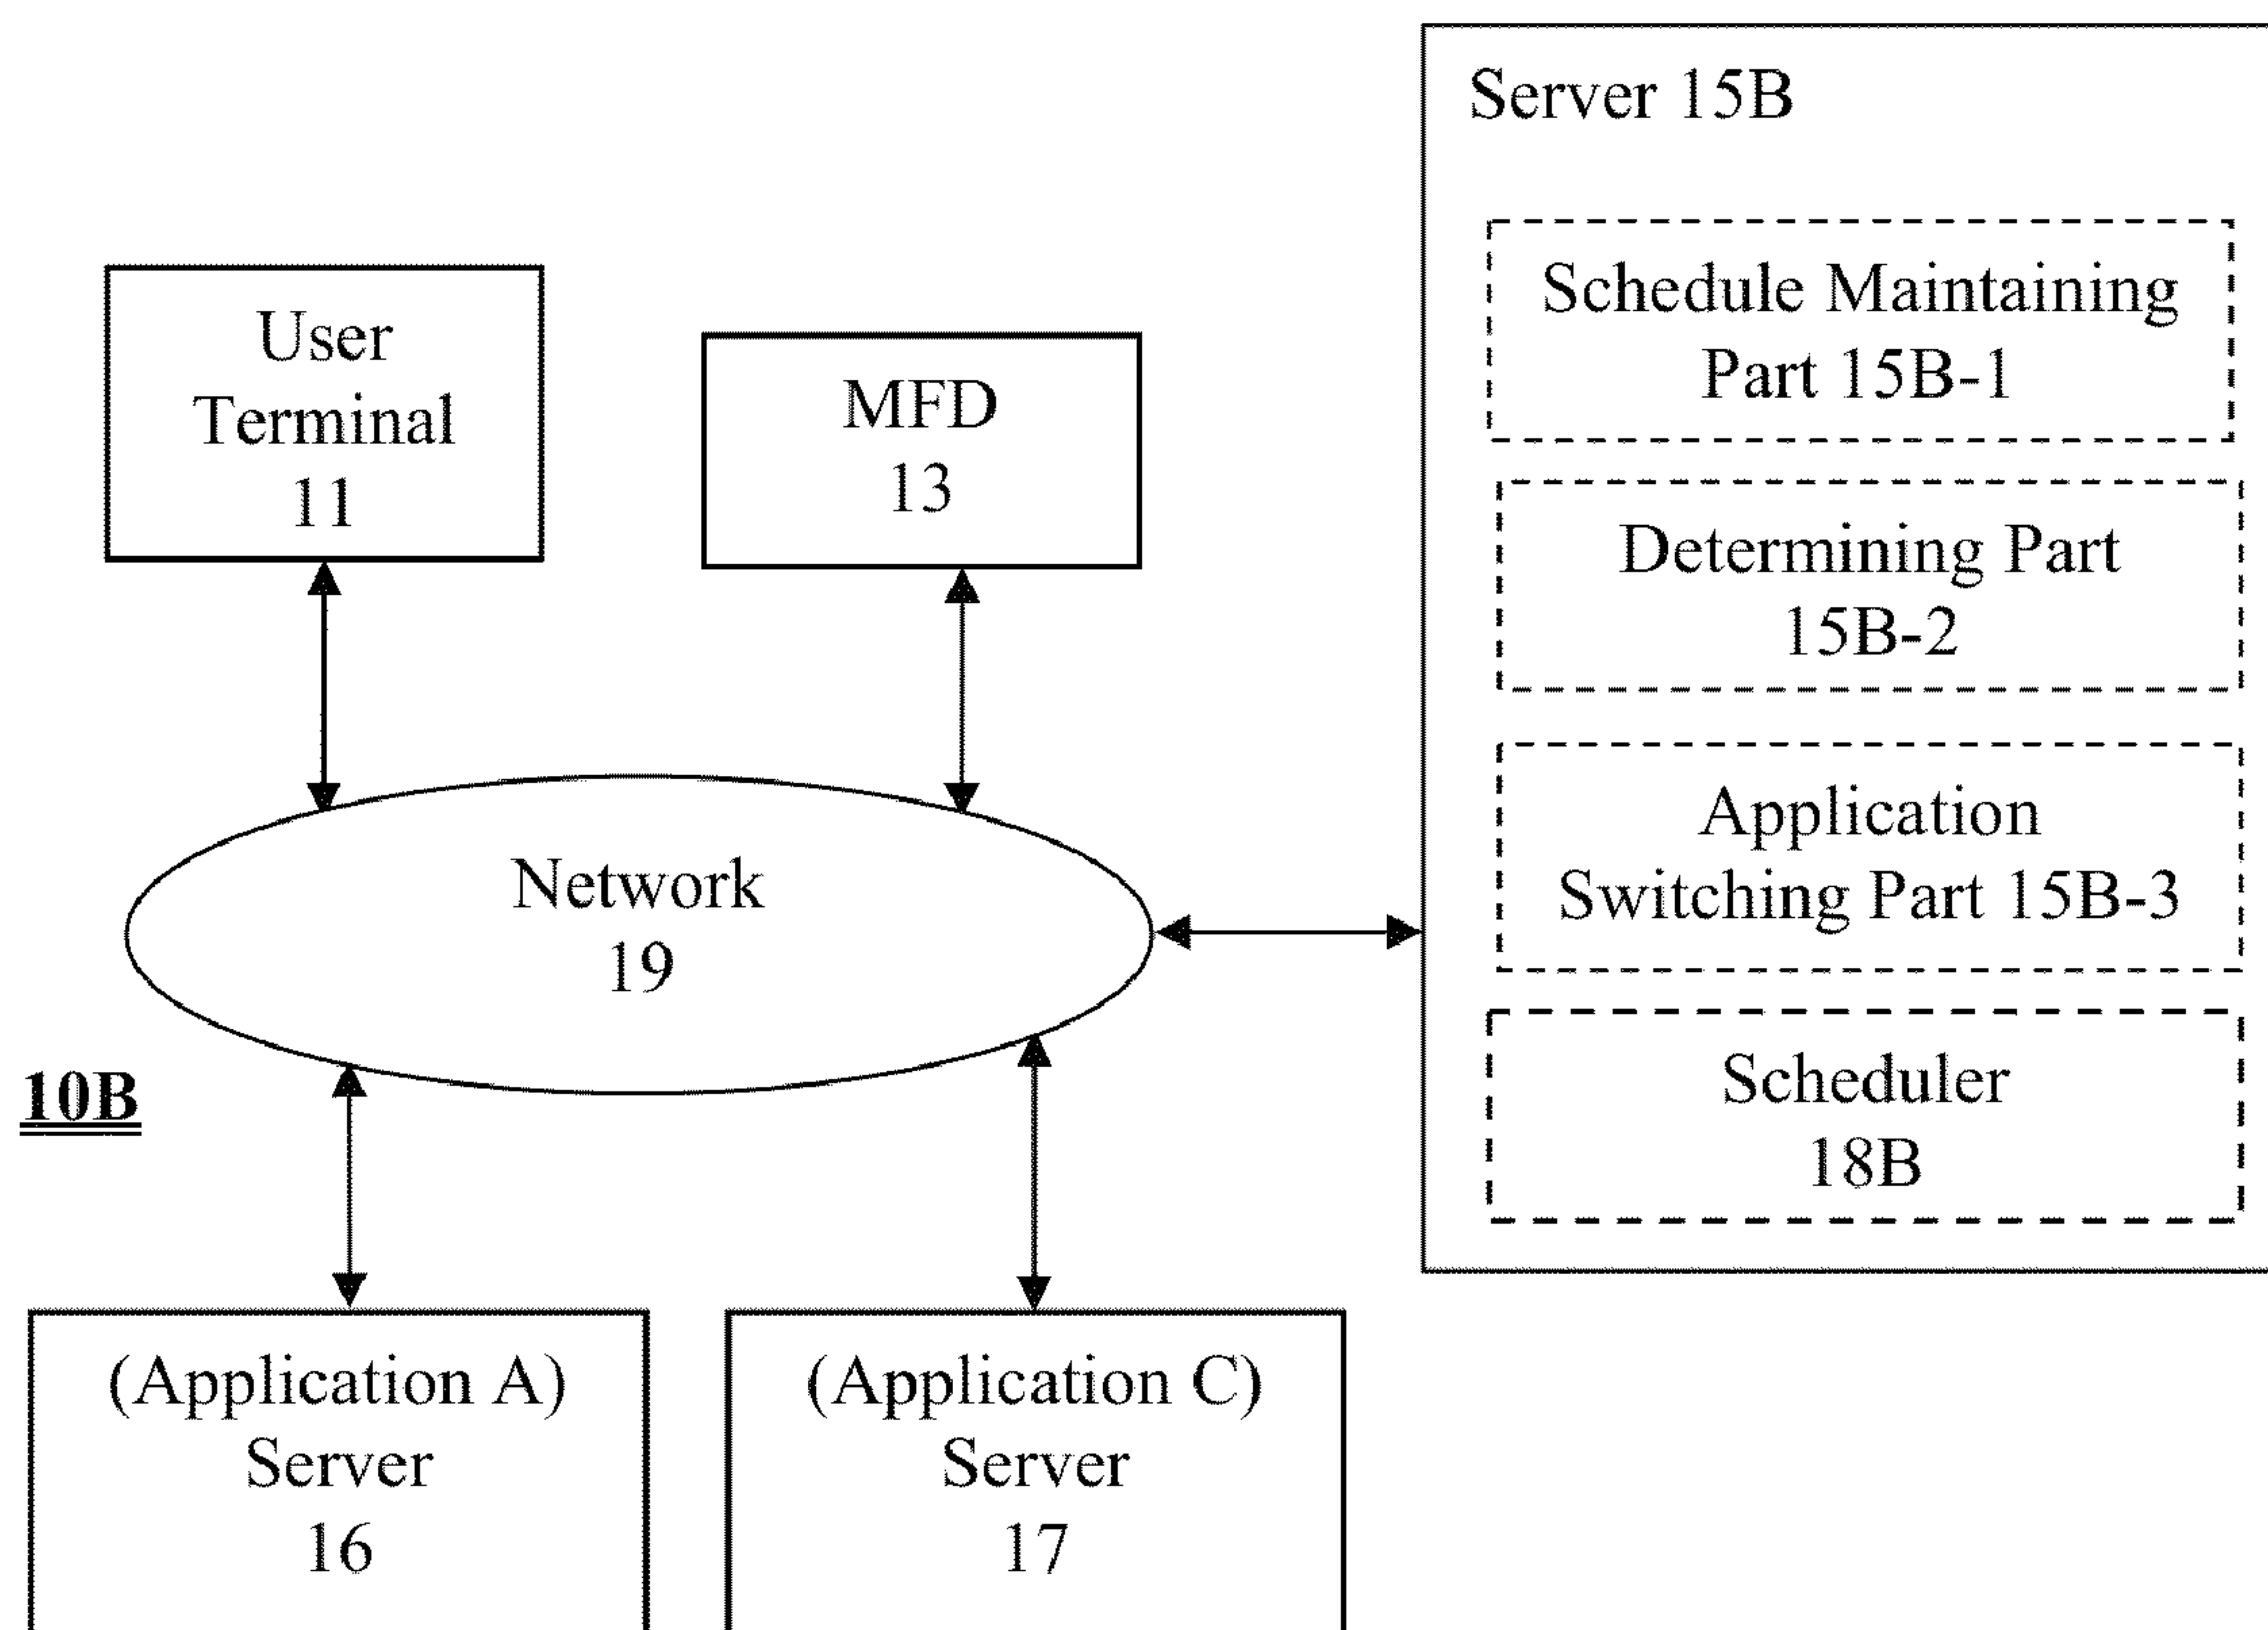 Server 15B
Schedule Maintaining
Part 15B-1
Determining Part
15B-2
Application
Switching Part 15B-3
Scheduler
18B
User
Terminal
11
MFD
13
Network
19
10B
(Application A)
Server
16
(Application C)
Server
17